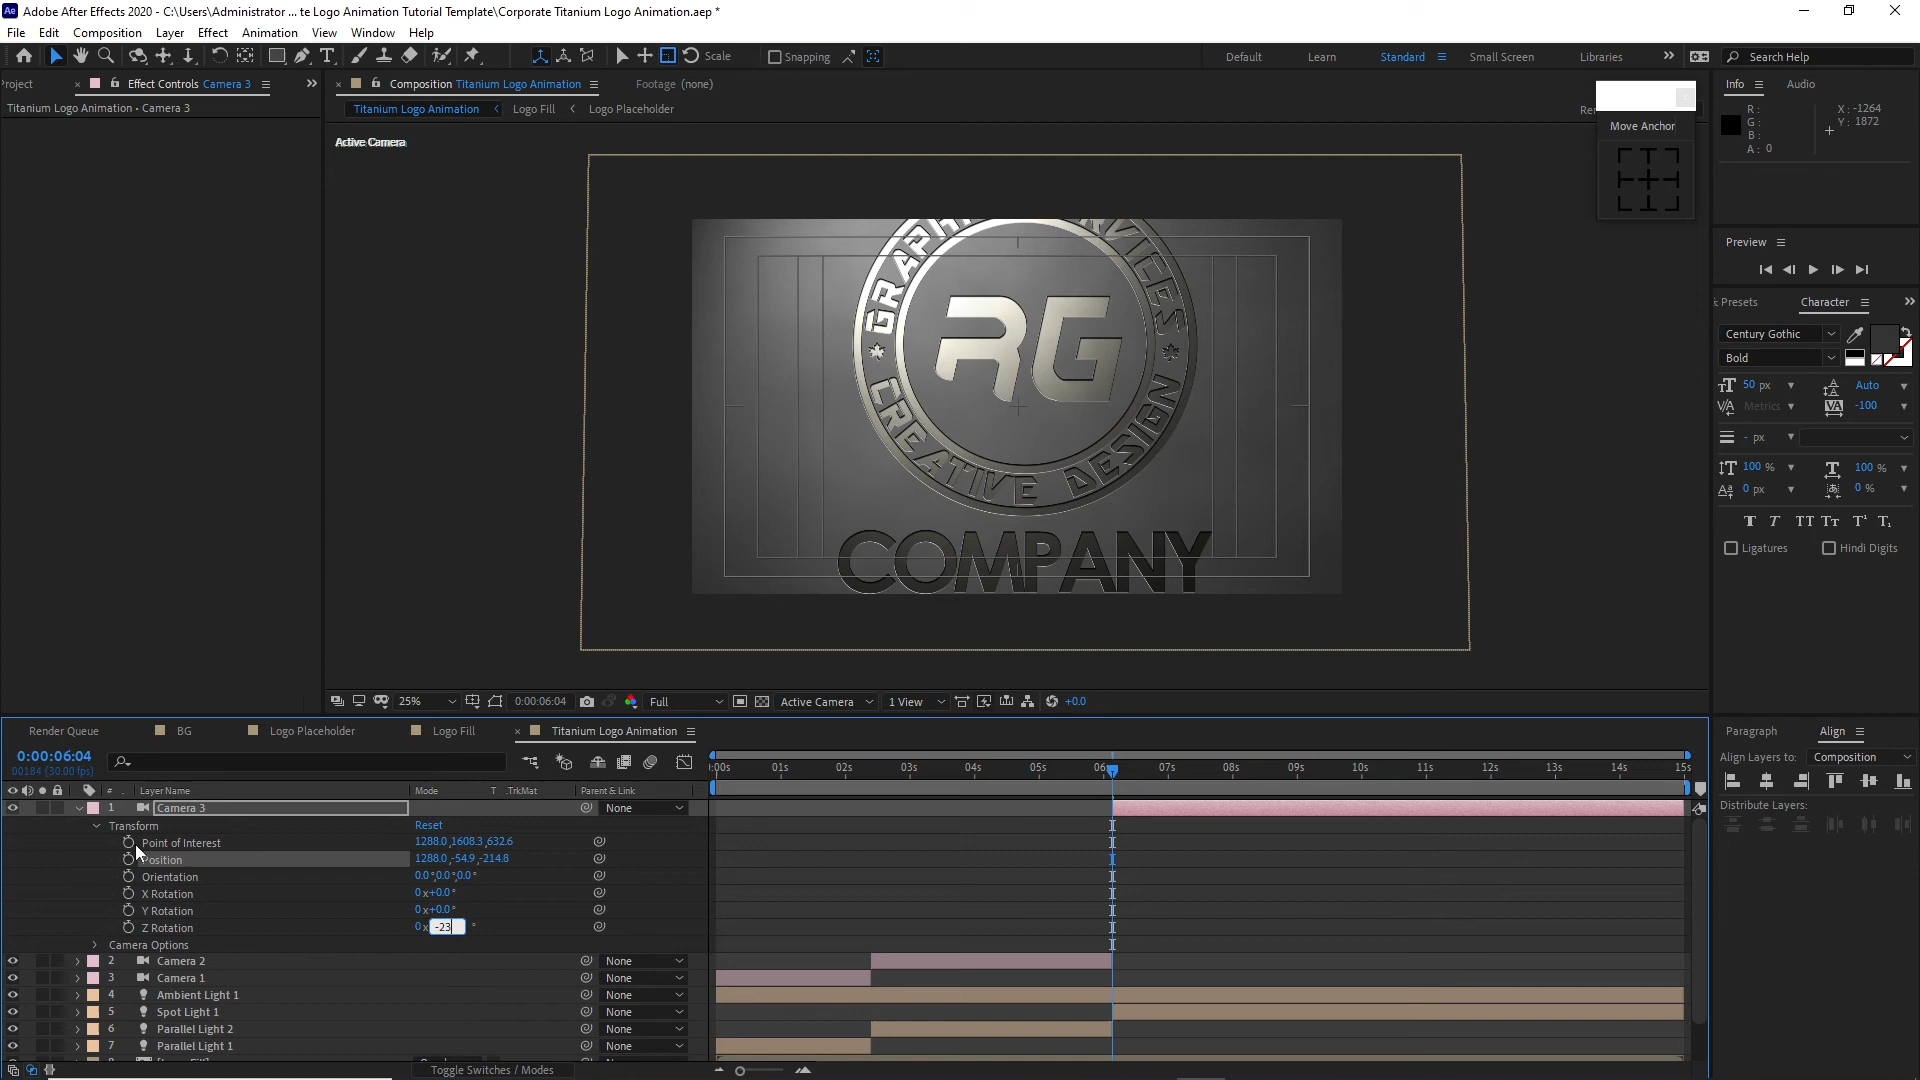 Adobe After Effects 2020 - C:\Users\Administrator ... te Logo Animation Tutorial Template\Corporate Titanium Logo Animation.aep *
File Edit Composition Layer Effect Animation View Window Help
Scale Snapping Default Learn Standard Small Screen Libraries Search Help
roject Effect Controls Camera 3 Composition Titanium Logo Animation Footage (none) Info Audio
Titanium Logo Animation • Camera 3 Titanium Logo Animation Logo Fill Logo Placeholder Ren
R: X: -1264
G: Y: 1872
B:
A: 0
Move Anchor
Active Camera
GRAPHI VICES
RG
CREATIVE DESIGN
COMPANY
Preview
& Presets Character
Century Gothic
Bold
50 px Auto
Metrics -100
- px
100 % 100 %
0 px 0 %
Ligatures Hindi Digits
25% 0:00:06:04 Full Active Camera 1 View +0.0
Render Queue BG Logo Placeholder Logo Fill Titanium Logo Animation
0:00:06:04
00184 (30.00 fps)
:00s 01s 02s 03s 04s 05s 06 07s 08s 09s 10s 11s 12s 13s 14s 15s
# Layer Name Mode T .TrkMat Parent & Link
1 Camera 3 None
Transform Reset
Point of Interest 1288.0,1608.3,632.6
Position 1288.0,-54.9,-214.8
Orientation 0.0°,0.0°,0.0°
X Rotation 0x+0.0°
Y Rotation 0x+0.0°
Z Rotation 0x -23 °
Camera Options
2 Camera 2 None
3 Camera 1 None
4 Ambient Light 1 None
5 Spot Light 1 None
6 Parallel Light 2 None
7 Parallel Light 1 None
Toggle Switches / Modes
Paragraph Align
Align Layers to: Composition
Distribute Layers: